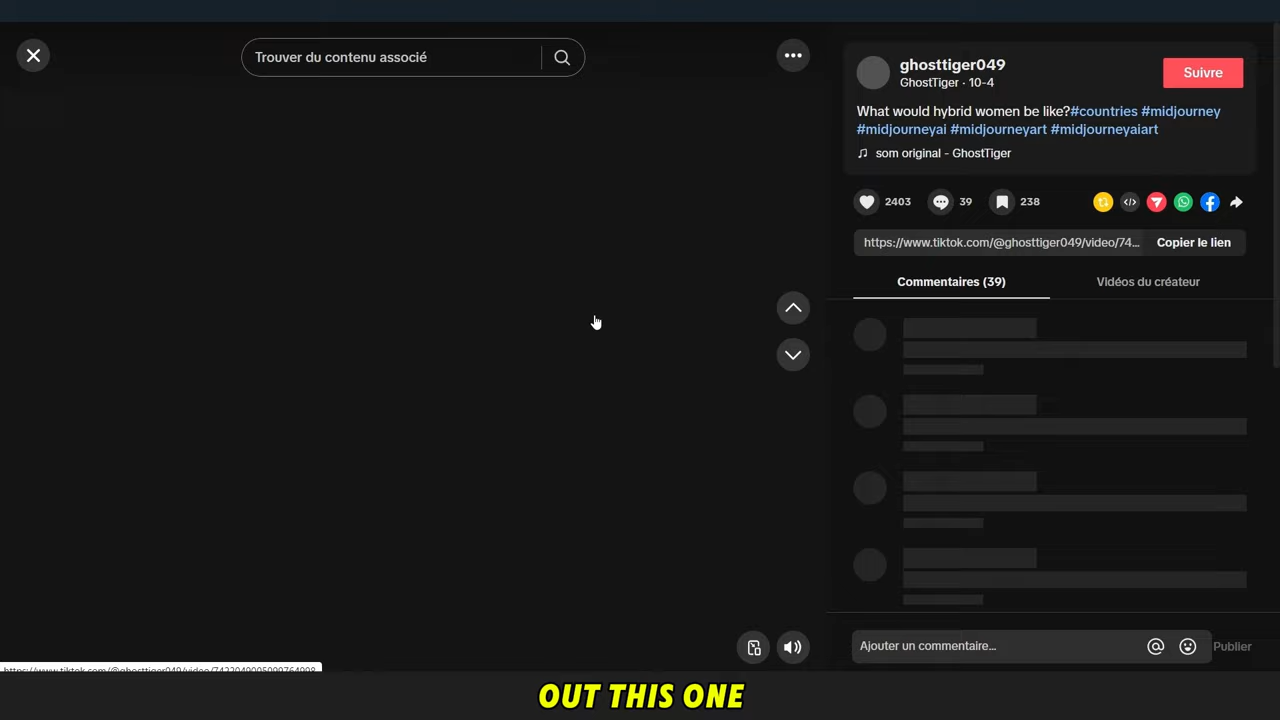 Trouver du contenu associé
ghosttiger049
GhostTiger · 10-4
Suivre
What would hybrid women be like?#countries #midjourney
#midjourneyai #midjourneyart #midjourneyaiart
som original - GhostTiger
2403
39
238
https://www.tiktok.com/@ghosttiger049/video/74...
Copier le lien
Commentaires (39)
Vidéos du créateur
Ajouter un commentaire...
Publier
OUT THIS ONE